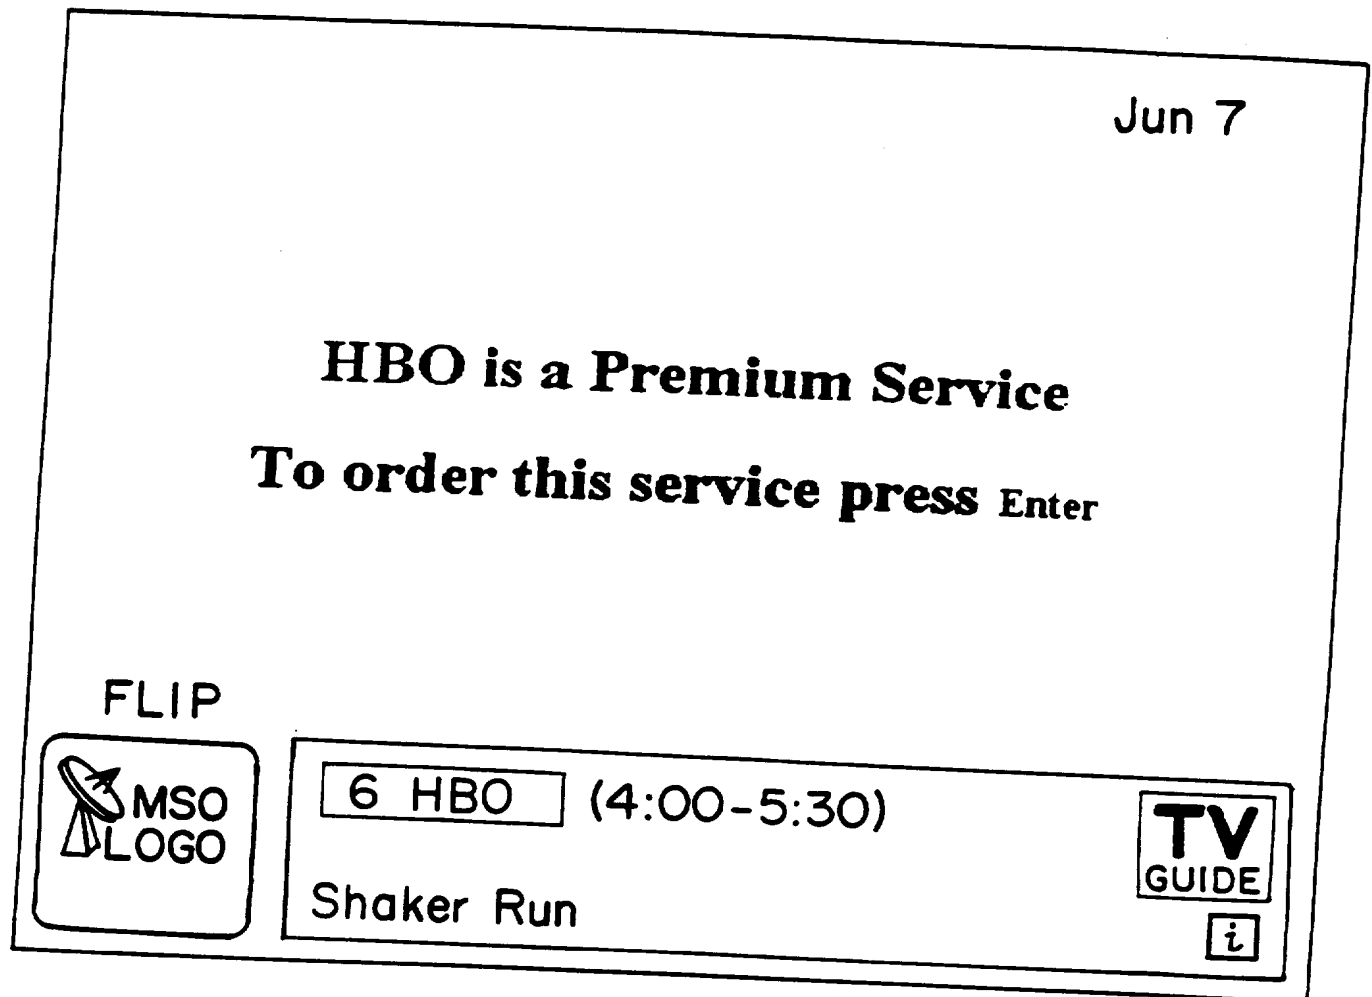 Jun 7
HBO is a Premium Service
To order this service press Enter
FLIP
MSO
LOGO
6 HBO (4:00-5:30)
Shaker Run
TV
GUIDE
i